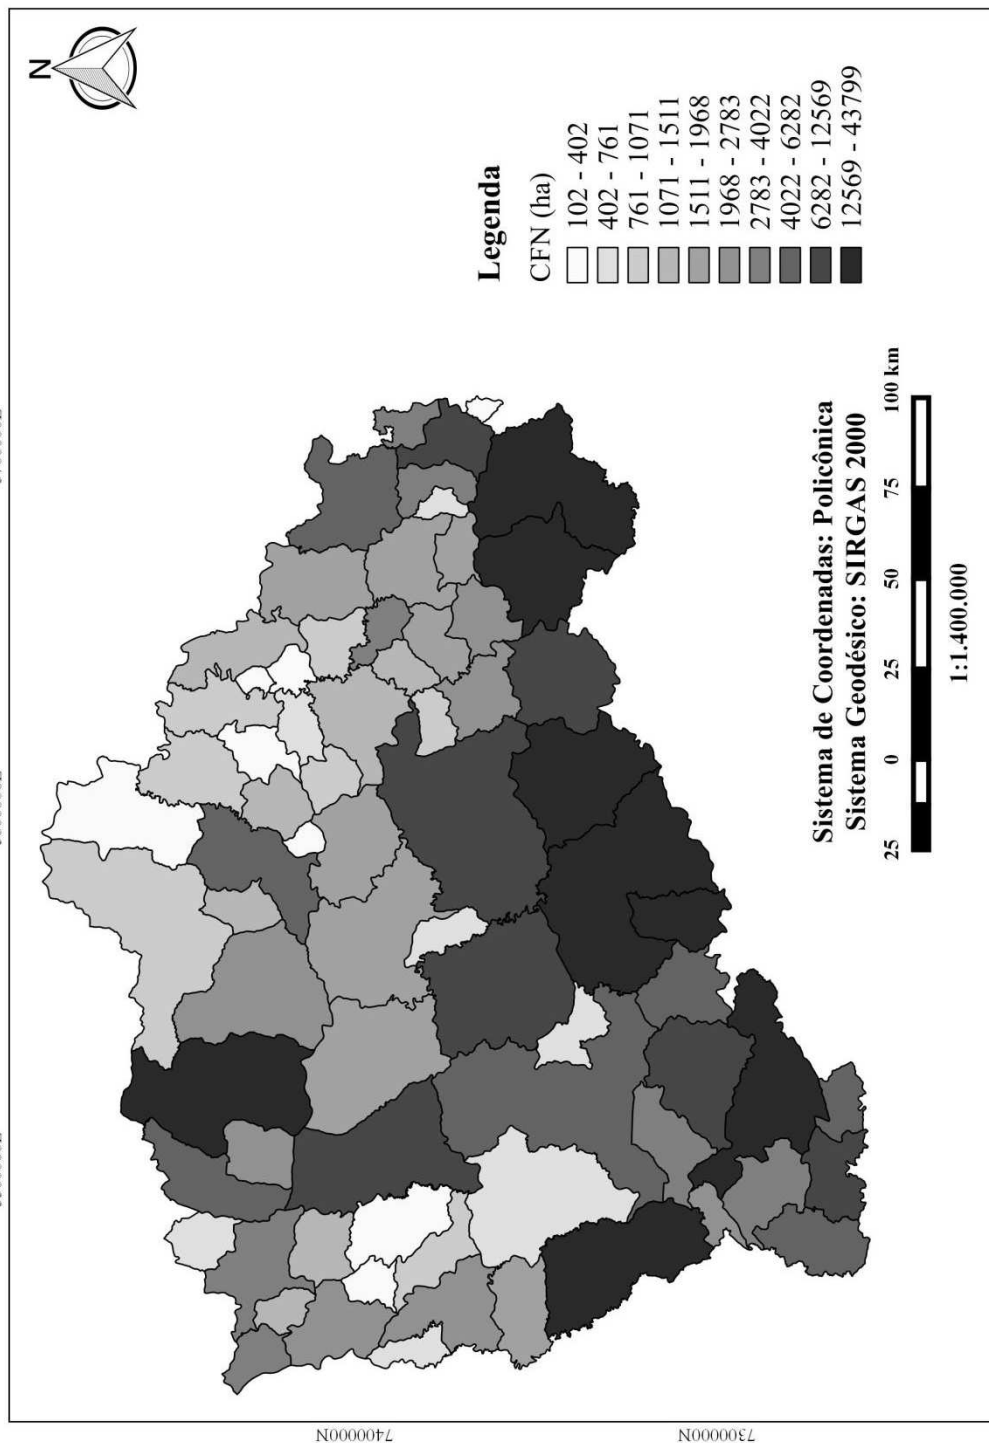 N
Legenda
CFN (ha)
102 - 402
402 - 761
761 - 1071
1071 - 1511
1511 - 1968
1968 - 2783
2783 - 4022
4022 - 6282
6282 - 12569
12569 - 43799
Sistema de Coordenadas: Policônica
Sistema Geodésico: SIRGAS 2000
25 0 25 50 75 100 km
1:1.400.000
7400000N
7300000N